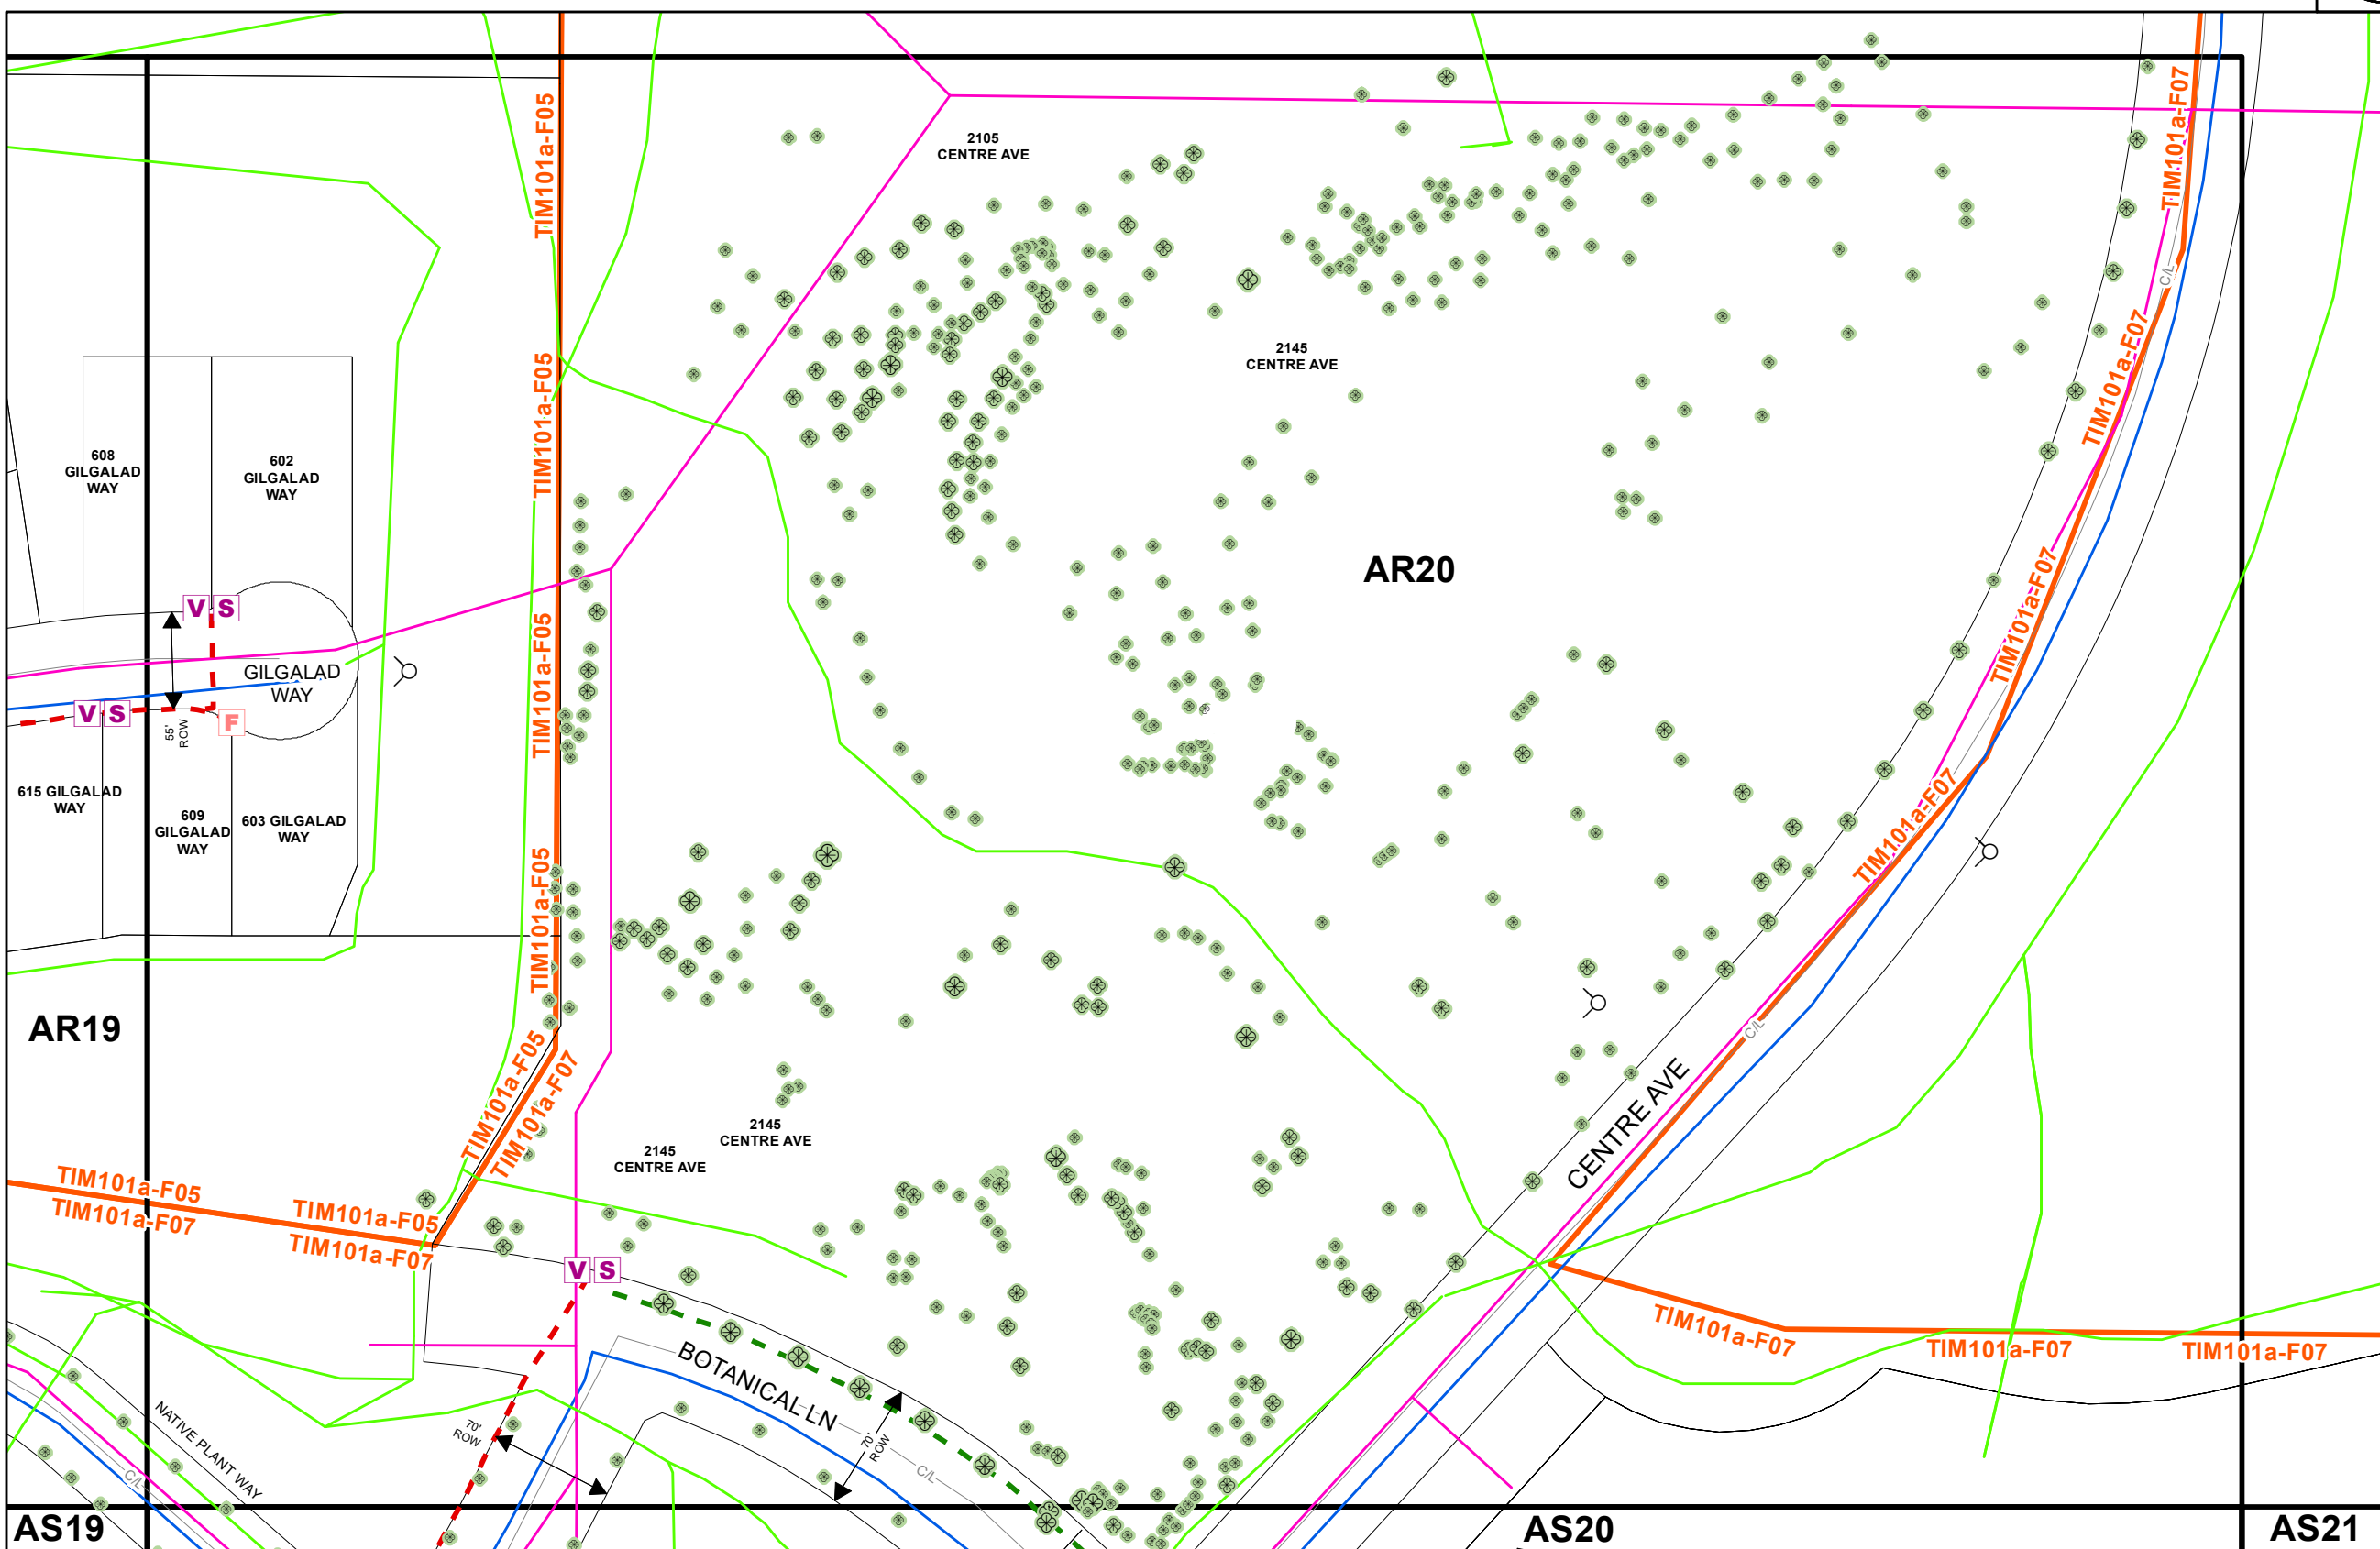 TIM101a-F05
TIM101a-F07
2105
CENTRE AVE
C/L
TIM101a-F07
2145
CENTRE AVE
TIM101a-F05
608
GILGALAD
WAY
602
GILGALAD
WAY
AR20
V S
TIM101a-F05
TIM101a-F07
GILGALAD
WAY
V S
F
55'
ROW
615 GILGALAD
WAY
609
GILGALAD
WAY
603 GILGALAD
WAY
TIM101a-F07
TIM101a-F05
AR19
C/L
TIM101a-F05
TIM101a-F07
CENTRE AVE
2145
CENTRE AVE
2145
CENTRE AVE
TIM101a-F05
TIM101a-F07
TIM101a-F05
TIM101a-F07
V S
TIM101a-F07
TIM101a-F07
TIM101a-F07
BOTANICAL LN
NATIVE PLANT WAY
70'
ROW
70'
ROW
C/L
C/L
AS19
AS20
AS21